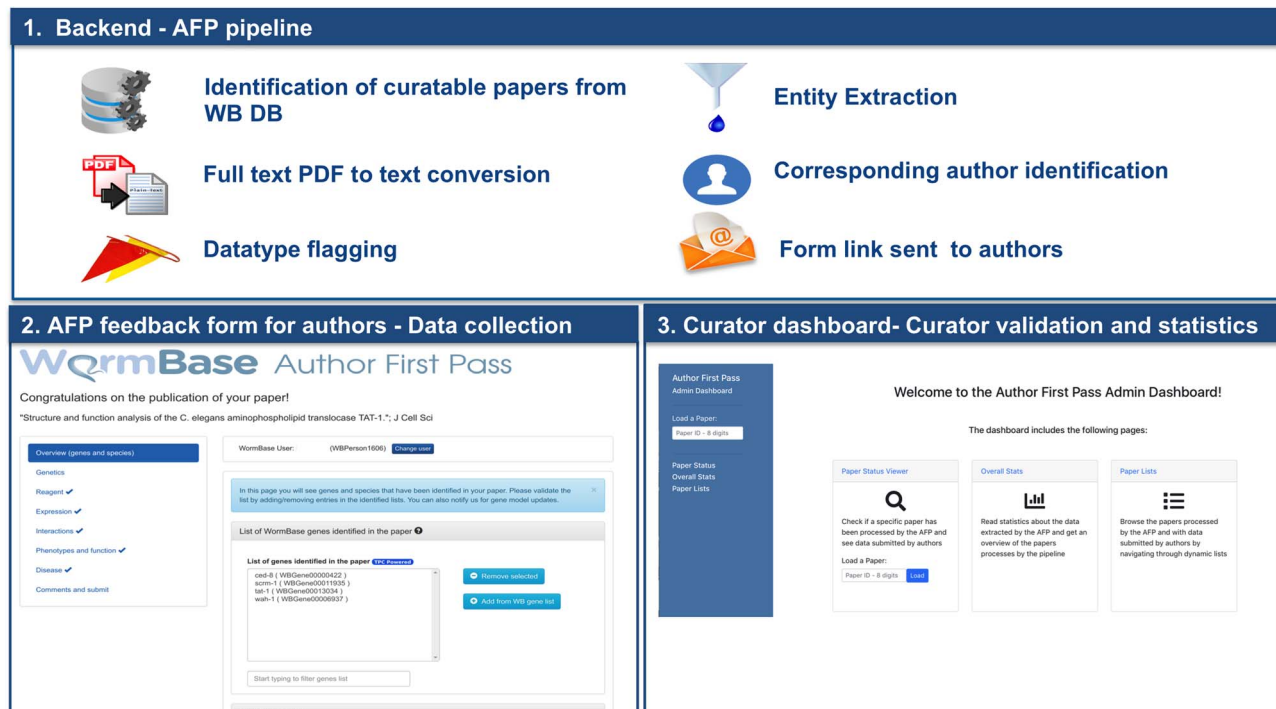 1. Backend - AFP pipeline
Identification of curatable papers from
WB DB
Entity Extraction
PDF
Plain-text
Full text PDF to text conversion
Corresponding author identification
Datatype flagging
@
Form link sent to authors
2. AFP feedback form for authors - Data collection
WormBase Author First Pass
Congratulations on the publication of your paper!
"Structure and function analysis of the C. elegans aminophospholipid translocase TAT-1."; J Cell Sci
Overview (genes and species)
Genetics
Reagent
Expression
Interactions
Phenotypes and function
Disease
Comments and submit
WormBase User: (WBPerson1606) Change user
In this page you will see genes and species that have been identified in your paper. Please validate the
list by adding/removing entries in the identified lists. You can also notify us for gene model updates.
×
List of WormBase genes identified in the paper ?
List of genes identified in the paper TPC Powered
ced-8 ( WBGene00000422 )
scrm-1 ( WBGene00011935 )
tat-1 ( WBGene00013034 )
wah-1 ( WBGene00006937 )
Remove selected
Add from WB gene list
Start typing to filter genes list
3. Curator dashboard- Curator validation and statistics
Author First Pass
Admin Dashboard
Load a Paper:
Paper ID - 8 digits
Paper Status
Overall Stats
Paper Lists
Welcome to the Author First Pass Admin Dashboard!
The dashboard includes the following pages:
Paper Status Viewer
Check if a specific paper has
been processed by the AFP and
see data submitted by authors
Load a Paper:
Paper ID - 8 digits Load
Overall Stats
Read statistics about the data
extracted by the AFP and get an
overview of the papers
processes by the pipeline
Paper Lists
Browse the papers processed
by the AFP and with data
submitted by authors by
navigating through dynamic lists